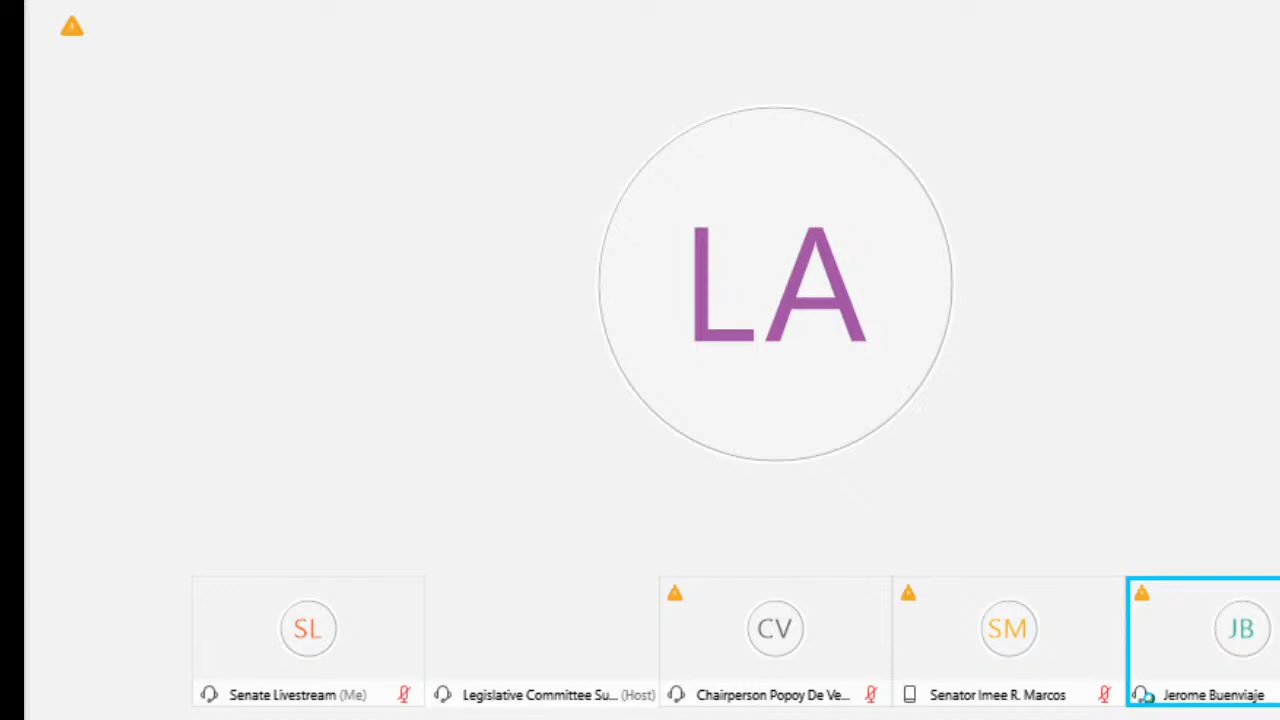 LA
SL
CV
SM
JB
Senate Livestream (Me)
Legislative Committee Su... (Host)
Chairperson Popoy De Ve...
Senator Imee R. Marcos
Jerome Buenviaje